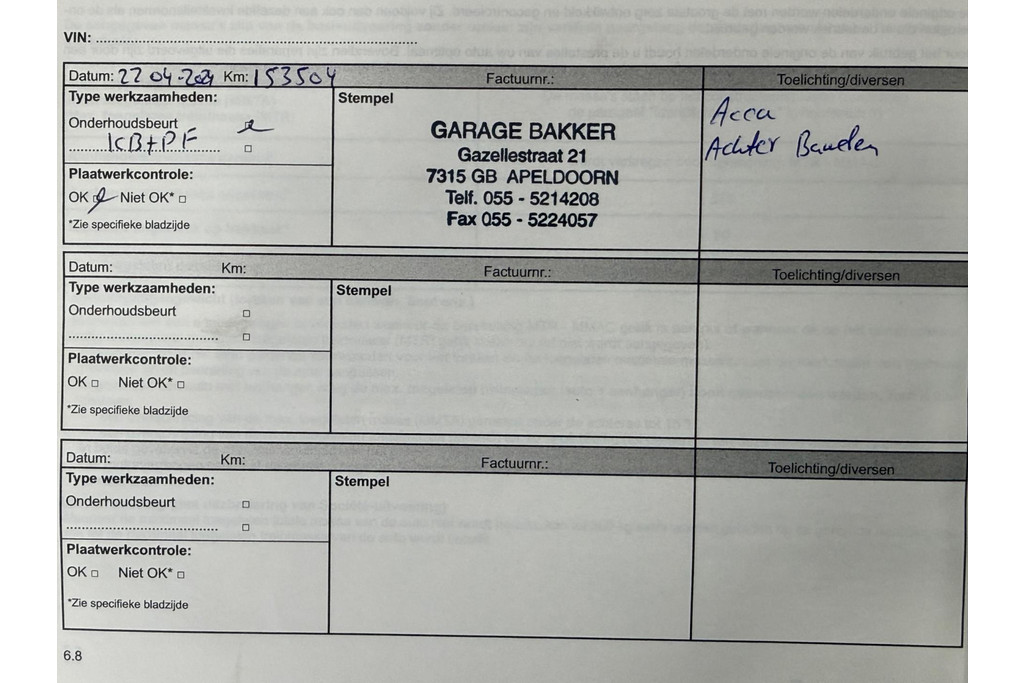 VIN: ........................................................................
Datum: 22 04-2021 Km: 153504 Factuurnr.: Toelichting/diversen
Type werkzaamheden:
Stempel
Onderhoudsbeurt
KB+PF
Plaatwerkcontrole:
OK Niet OK*
*Zie specifieke bladzijde
GARAGE BAKKER
Gazellestraat 21
7315 GB APELDOORN
Telf. 055 - 5214208
Fax 055 - 5224057
Accu
Achter Banden
Datum: Km: Factuurnr.: Toelichting/diversen
Type werkzaamheden:
Stempel
Onderhoudsbeurt
Plaatwerkcontrole:
OK Niet OK*
*Zie specifieke bladzijde
Datum: Km: Factuurnr.: Toelichting/diversen
Type werkzaamheden:
Stempel
Onderhoudsbeurt
Plaatwerkcontrole:
OK Niet OK*
*Zie specifieke bladzijde
6.8